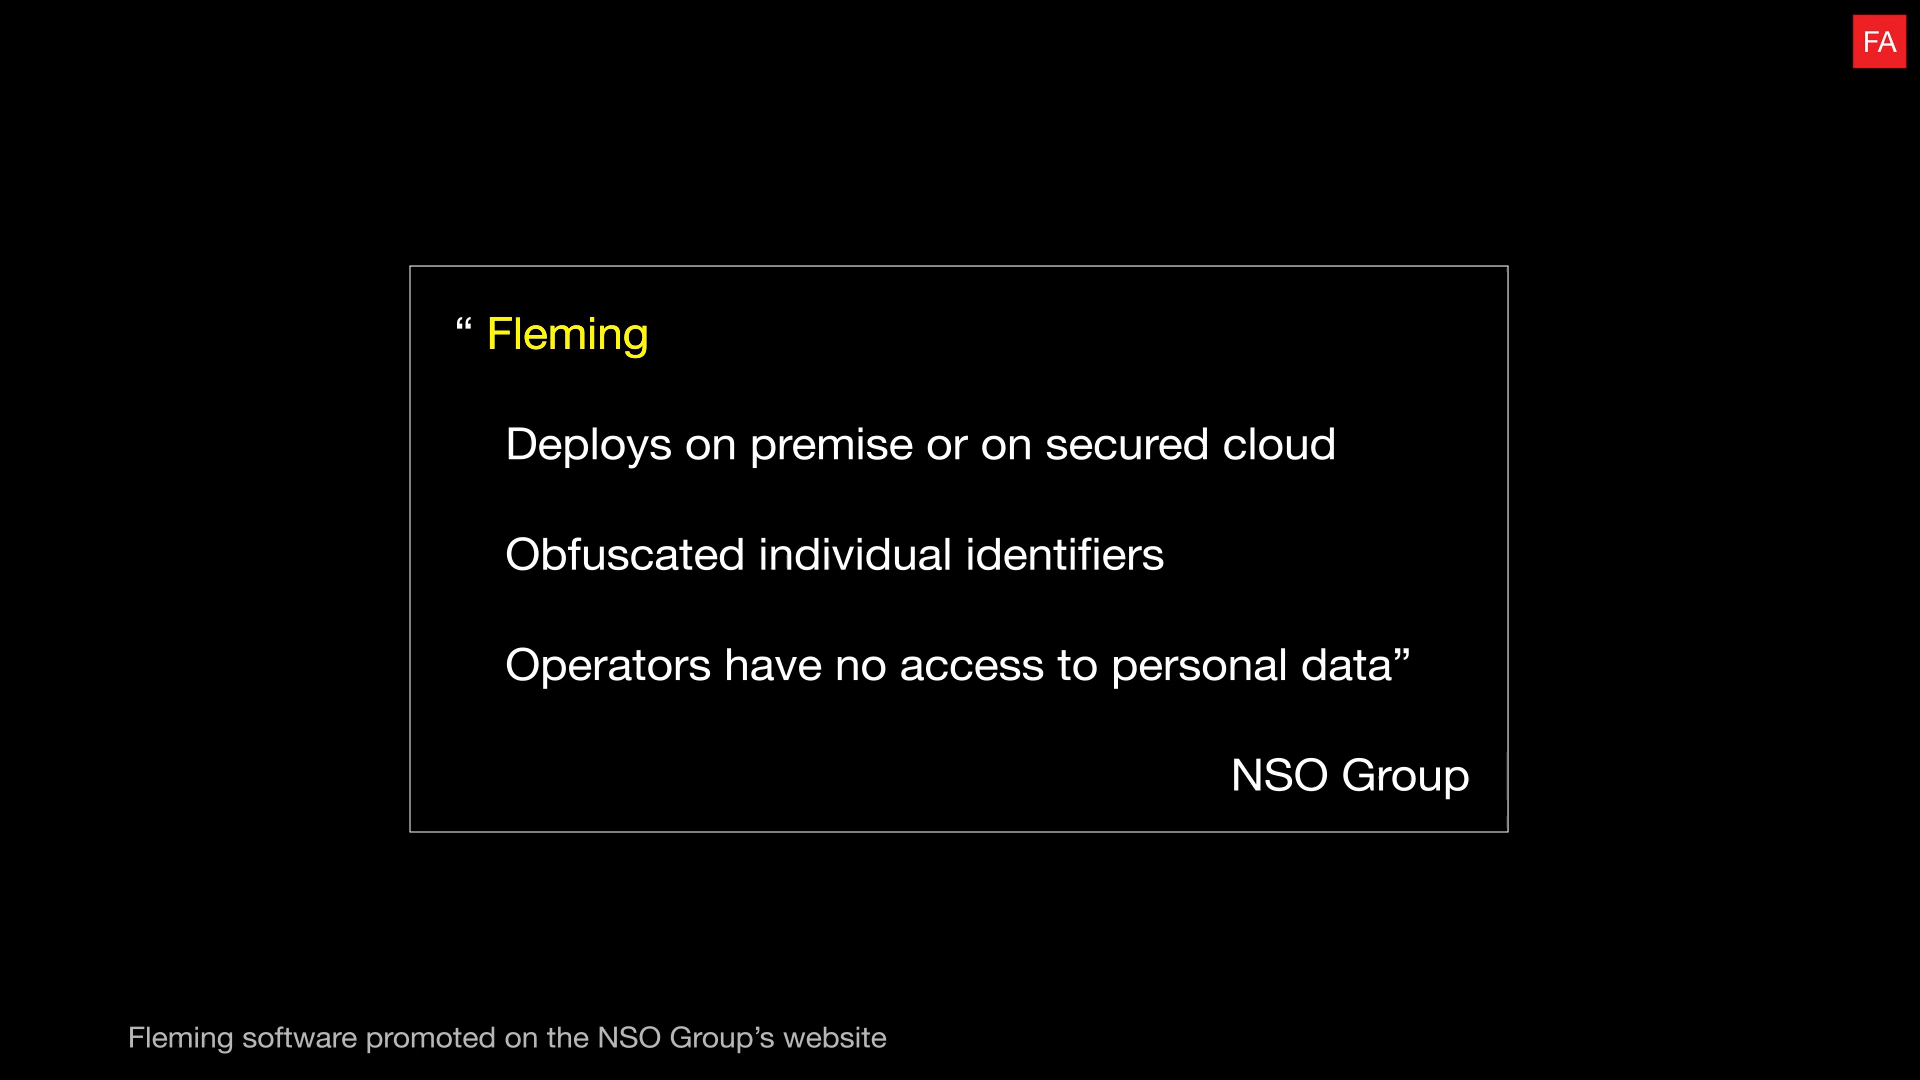 FA
“ Fleming
Deploys on premise or on secured cloud
Obfuscated individual identifiers
Operators have no access to personal data”
NSO Group
Fleming software promoted on the NSO Group’s website